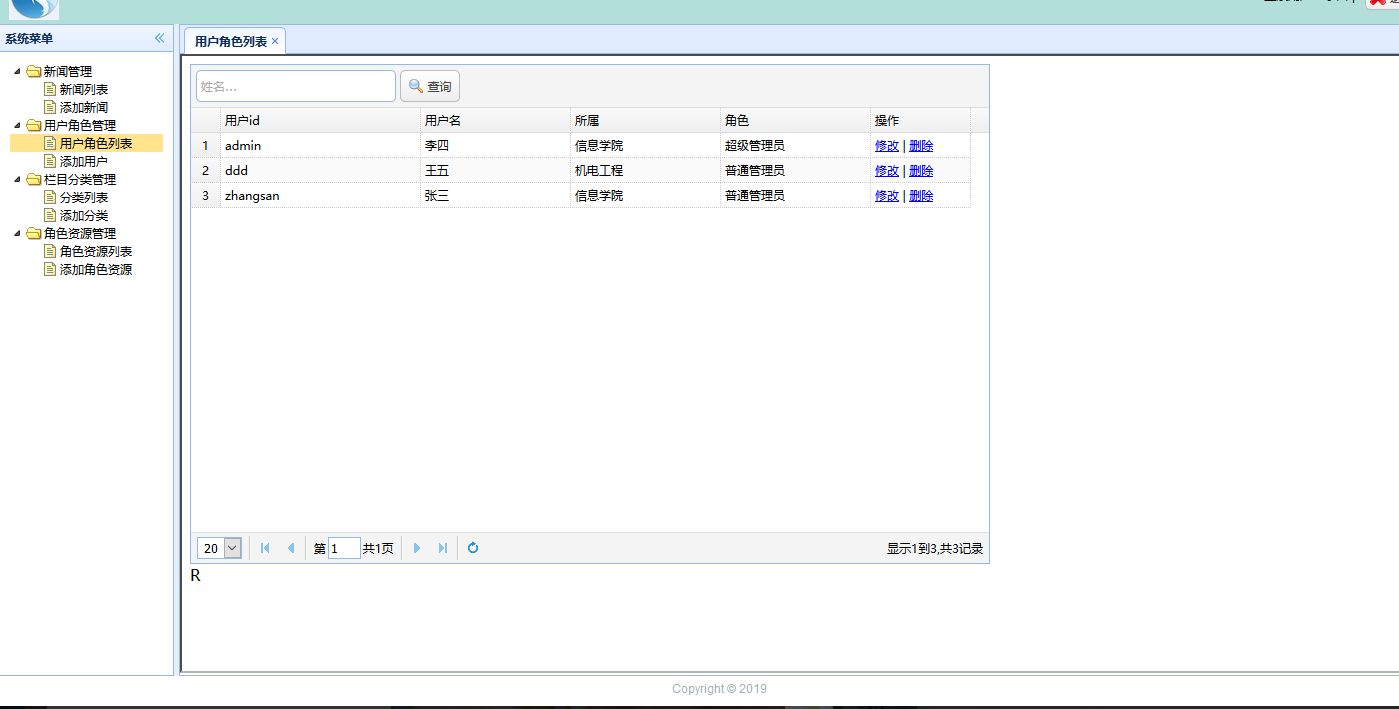 系统菜单
用户角色列表
新闻管理
新闻列表
添加新闻
用户角色管理
用户角色列表
添加用户
栏目分类管理
分类列表
添加分类
角色资源管理
角色资源列表
添加角色资源
姓名... 查询
用户id 用户名 所属 角色 操作
1 admin 李四 信息学院 超级管理员 修改 | 删除
2 ddd 王五 机电工程 普通管理员 修改 | 删除
3 zhangsan 张三 信息学院 普通管理员 修改 | 删除
20 第 1 共1页 显示1到3,共3记录
R
Copyright © 2019